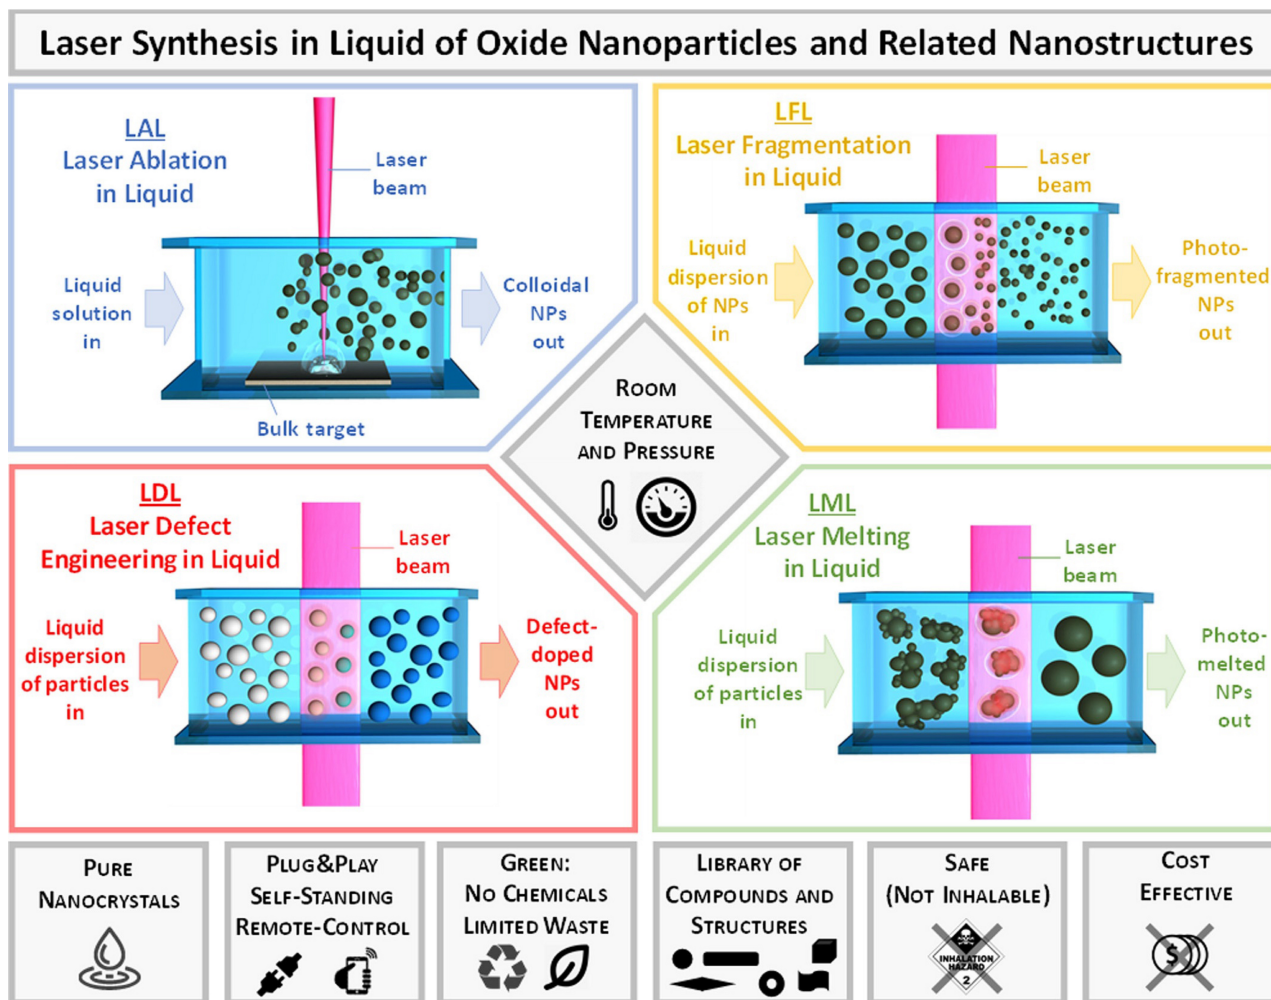 Laser Synthesis in Liquid of Oxide Nanoparticles and Related Nanostructures
LAL
Laser Ablation
in Liquid
Laser
beam
Liquid
solution
in
Colloidal
NPs
out
Bulk target
LFL
Laser Fragmentation
in Liquid
Laser
beam
Liquid
dispersion
of NPs
in
Photo-
fragmented
NPs
out
ROOM
TEMPERATURE
AND PRESSURE
LDL
Laser Defect
Engineering in Liquid
Laser
beam
Liquid
dispersion
of particles
in
Defect-
doped
NPs
out
LML
Laser Melting
in Liquid
Laser
beam
Liquid
dispersion
of particles
in
Photo-
melted
NPs
out
PURE
NANOCRYSTALS
PLUG&PLAY
SELF-STANDING
REMOTE-CONTROL
GREEN:
NO CHEMICALS
LIMITED WASTE
LIBRARY OF
COMPOUNDS AND
STRUCTURES
SAFE
(NOT INHALABLE)
INHALATION
HAZARD
2
COST
EFFECTIVE
$